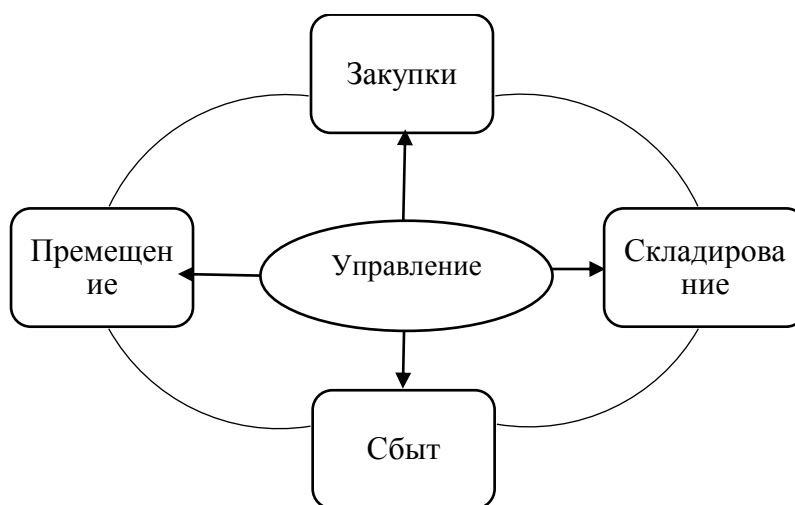 Закупки
Премещен
ие
Управление
Складирова
ние
Сбыт